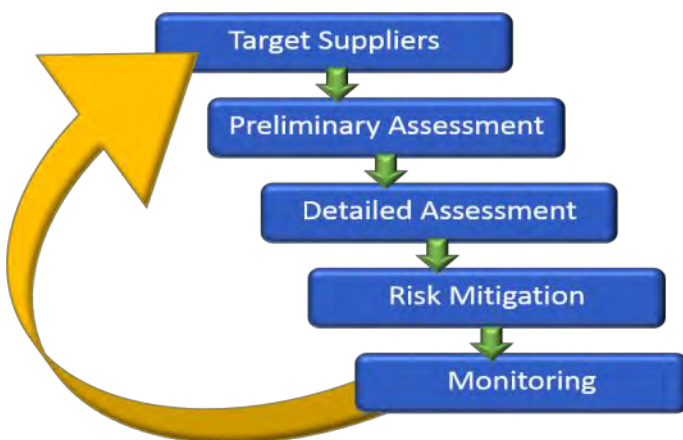 Target Suppliers
Preliminary Assessment
Detailed Assessment
Risk Mitigation
Monitoring